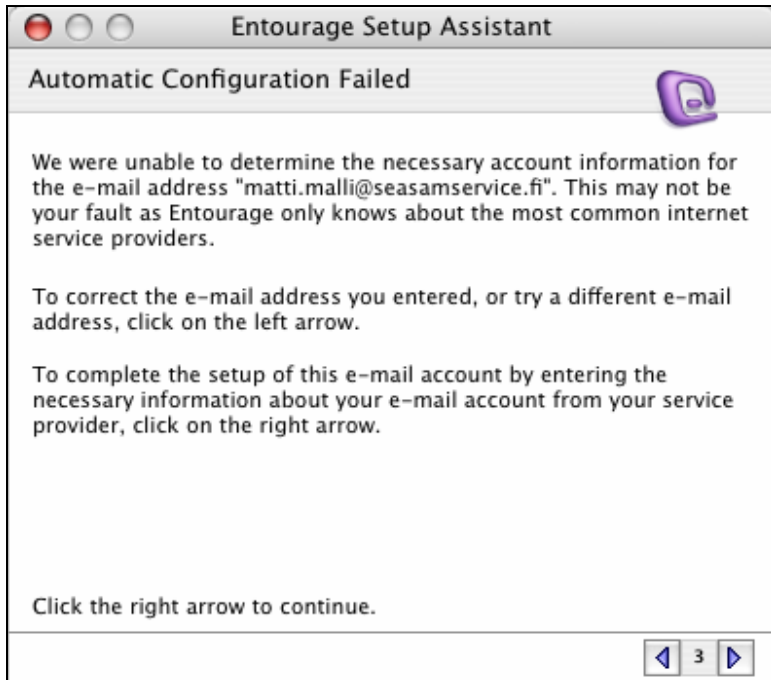 Entourage Setup Assistant
Automatic Configuration Failed
We were unable to determine the necessary account information for
the e-mail address "matti.malli@seasamservice.fi". This may not be
your fault as Entourage only knows about the most common internet
service providers.
To correct the e-mail address you entered, or try a different e-mail
address, click on the left arrow.
To complete the setup of this e-mail account by entering the
necessary information about your e-mail account from your service
provider, click on the right arrow.
Click the right arrow to continue.
3